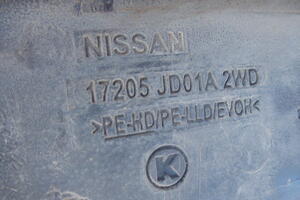 NISSAN
17205 JD01A 2WD
>PE-HD/PE-LLD/EVOH<
K